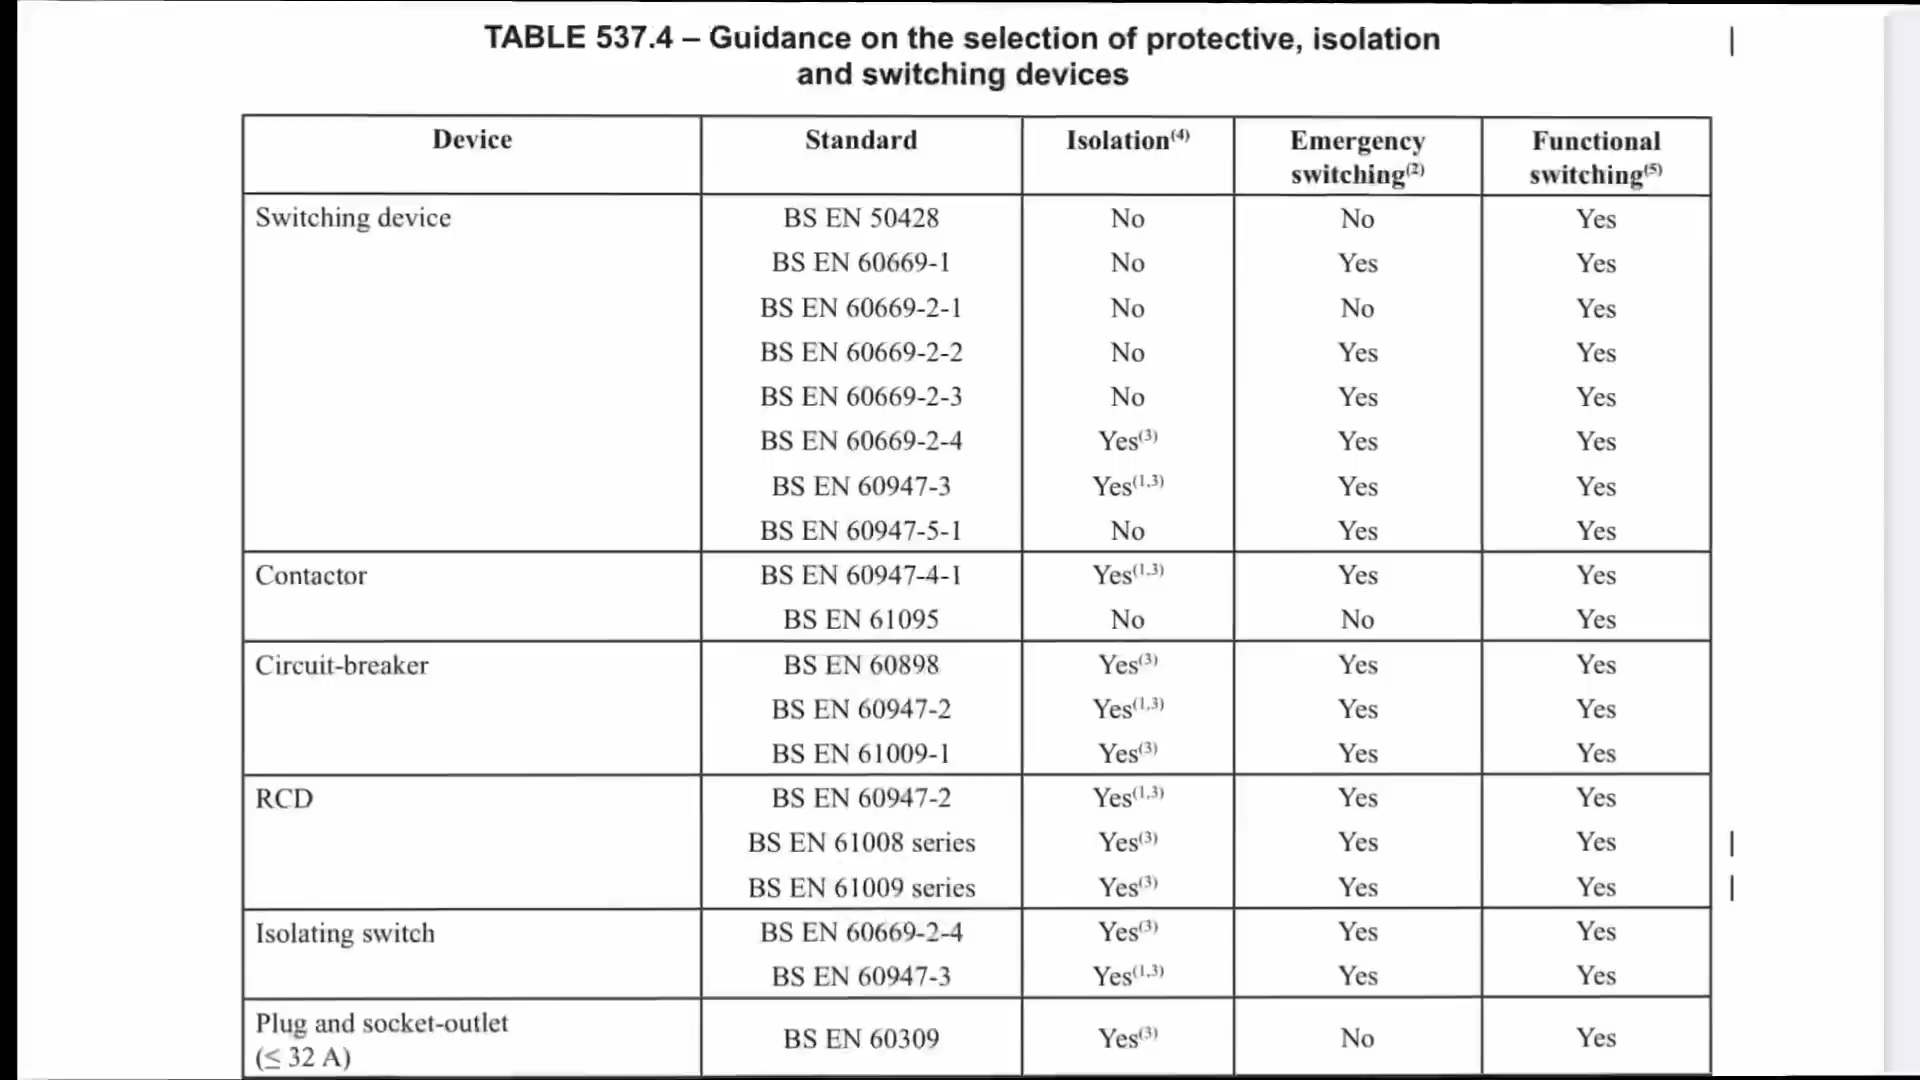 TABLE 537.4 – Guidance on the selection of protective, isolation
and switching devices
Device Standard Isolation(4) Emergency switching(2) Functional switching(5)
Switching device BS EN 50428 No No Yes
BS EN 60669-1 No Yes Yes
BS EN 60669-2-1 No No Yes
BS EN 60669-2-2 No Yes Yes
BS EN 60669-2-3 No Yes Yes
BS EN 60669-2-4 Yes(3) Yes Yes
BS EN 60947-3 Yes(1,3) Yes Yes
BS EN 60947-5-1 No Yes Yes
Contactor BS EN 60947-4-1 Yes(1,3) Yes Yes
BS EN 61095 No No Yes
Circuit-breaker BS EN 60898 Yes(3) Yes Yes
BS EN 60947-2 Yes(1,3) Yes Yes
BS EN 61009-1 Yes(3) Yes Yes
RCD BS EN 60947-2 Yes(1,3) Yes Yes
BS EN 61008 series Yes(3) Yes Yes
BS EN 61009 series Yes(3) Yes Yes
Isolating switch BS EN 60669-2-4 Yes(3) Yes Yes
BS EN 60947-3 Yes(1,3) Yes Yes
Plug and socket-outlet
(≤ 32 A) BS EN 60309 Yes(3) No Yes